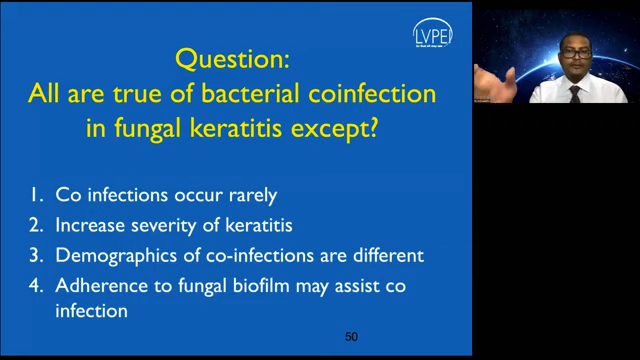 LVPEI
Question:
All are true of bacterial coinfection
in fungal keratitis except?
1. Co infections occur rarely
2. Increase severity of keratitis
3. Demographics of co-infections are different
4. Adherence to fungal biofilm may assist co
infection
50